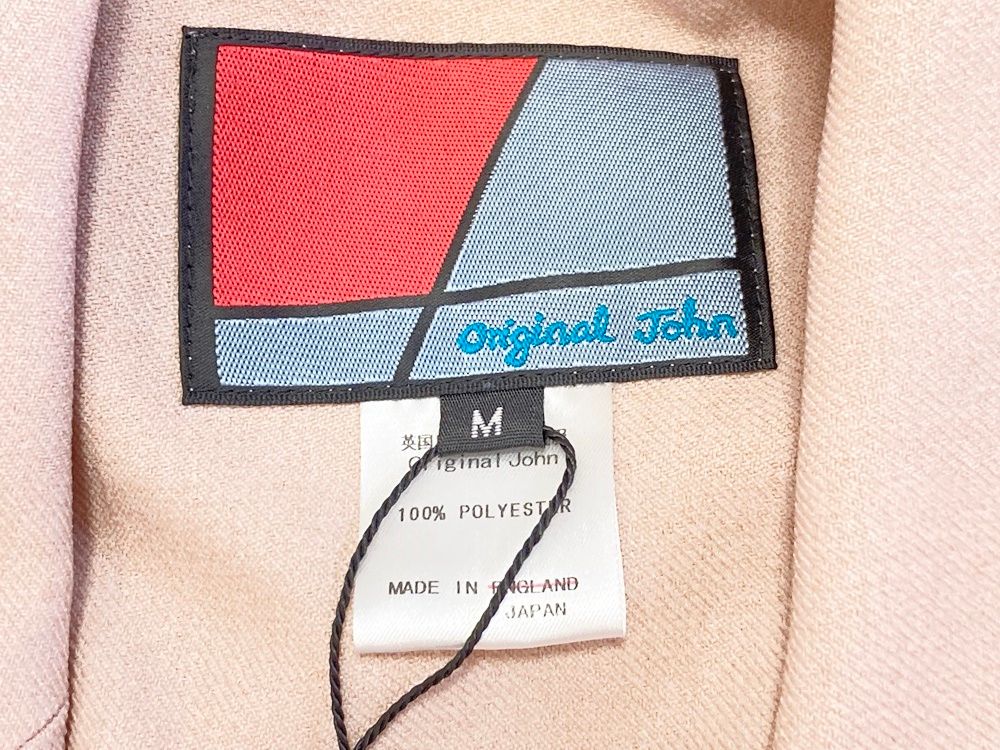 Original John
M
英国
Original John
100% POLYESTER
MADE IN ENGLAND
JAPAN